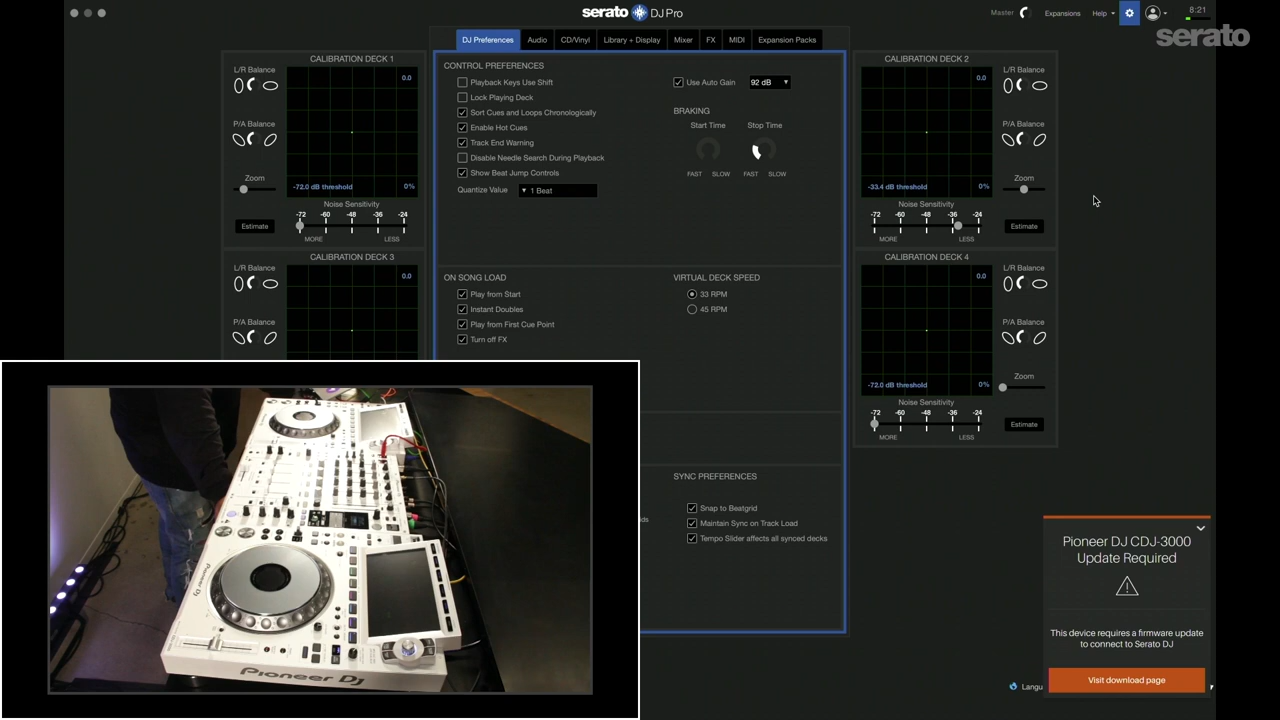 serato DJ Pro
Master
Expansions
Help
8:21
serato
DJ Preferences
Audio
CD/Vinyl
Library + Display
Mixer
FX
MIDI
Expansion Packs
CALIBRATION DECK 1
L/R Balance
0.0
P/A Balance
Zoom
-72.0 dB threshold
0%
Noise Sensitivity
-72 -60 -48 -36 -24
MORE LESS
Estimate
CALIBRATION DECK 3
L/R Balance
0.0
P/A Balance
CONTROL PREFERENCES
Playback Keys Use Shift
Lock Playing Deck
Sort Cues and Loops Chronologically
Enable Hot Cues
Track End Warning
Disable Needle Search During Playback
Show Beat Jump Controls
Quantize Value 1 Beat
Use Auto Gain 92 dB
BRAKING
Start Time Stop Time
FAST SLOW FAST SLOW
ON SONG LOAD
Play from Start
Instant Doubles
Play from First Cue Point
Turn off FX
VIRTUAL DECK SPEED
33 RPM
45 RPM
SYNC PREFERENCES
Snap to Beatgrid
Maintain Sync on Track Load
Tempo Slider affects all synced decks
ds
CALIBRATION DECK 2
0.0
L/R Balance
P/A Balance
Zoom
-33.4 dB threshold
0%
Noise Sensitivity
-72 -60 -48 -36 -24
MORE LESS
Estimate
CALIBRATION DECK 4
0.0
L/R Balance
P/A Balance
Zoom
-72.0 dB threshold
0%
Noise Sensitivity
-72 -60 -48 -36 -24
MORE LESS
Estimate
Pioneer DJ CDJ-3000
Update Required
This device requires a firmware update
to connect to Serato DJ
Visit download page
Langu
Pioneer DJ
Pioneer DJ